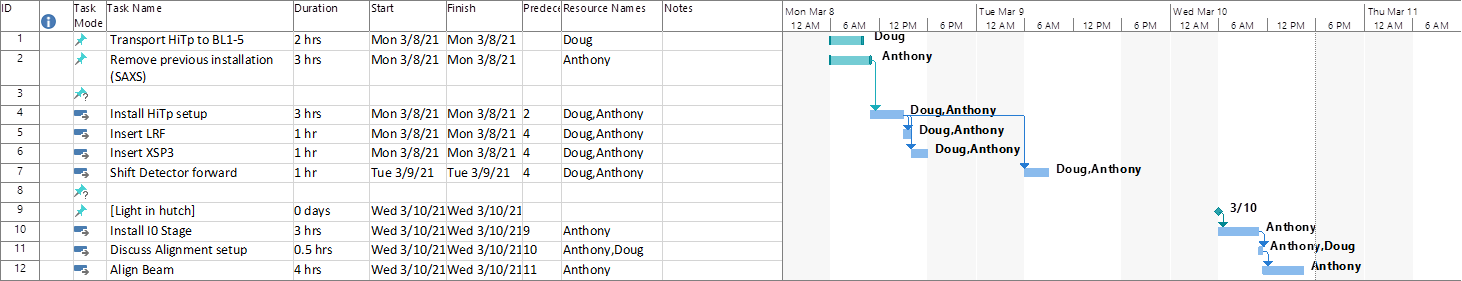 ID Task Mode Task Name Duration Start Finish Predece Resource Names Notes
Mon Mar 8 Tue Mar 9 Wed Mar 10 Thu Mar 11
12 AM 6 AM 12 PM 6 PM 12 AM 6 AM 12 PM 6 PM 12 AM 6 AM 12 PM 6 PM 12 AM 6 AM
1 Transport HiTp to BL1-5 2 hrs Mon 3/8/21 Mon 3/8/21 Doug Doug
2 Remove previous installation (SAXS) 3 hrs Mon 3/8/21 Mon 3/8/21 Anthony Anthony
3 ?
4 Install HiTp setup 3 hrs Mon 3/8/21 Mon 3/8/21 2 Doug,Anthony Doug,Anthony
5 Insert LRF 1 hr Mon 3/8/21 Mon 3/8/21 4 Doug,Anthony Doug,Anthony
6 Insert XSP3 1 hr Mon 3/8/21 Mon 3/8/21 4 Doug,Anthony Doug,Anthony
7 Shift Detector forward 1 hr Tue 3/9/21 Tue 3/9/21 4 Doug,Anthony Doug,Anthony
8 ?
9 [Light in hutch] 0 days Wed 3/10/21 Wed 3/10/21 3/10
10 Install I0 Stage 3 hrs Wed 3/10/21 Wed 3/10/21 9 Anthony Anthony
11 Discuss Alignment setup 0.5 hrs Wed 3/10/21 Wed 3/10/21 10 Anthony,Doug Anthony,Doug
12 Align Beam 4 hrs Wed 3/10/21 Wed 3/10/21 11 Anthony Anthony